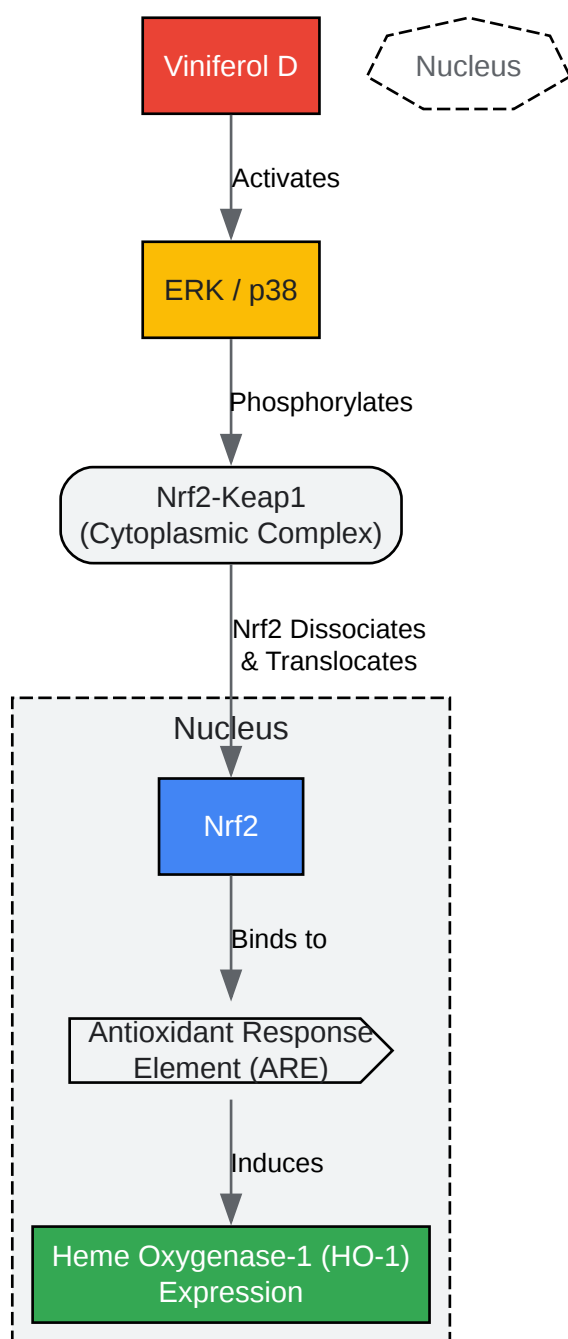 Viniferol D
Nucleus
Activates
ERK / p38
Phosphorylates
Nrf2-Keap1
(Cytoplasmic Complex)
Nrf2 Dissociates
& Translocates
Nucleus
Nrf2
Binds to
Antioxidant Response
Element (ARE)
Induces
Heme Oxygenase-1 (HO-1)
Expression